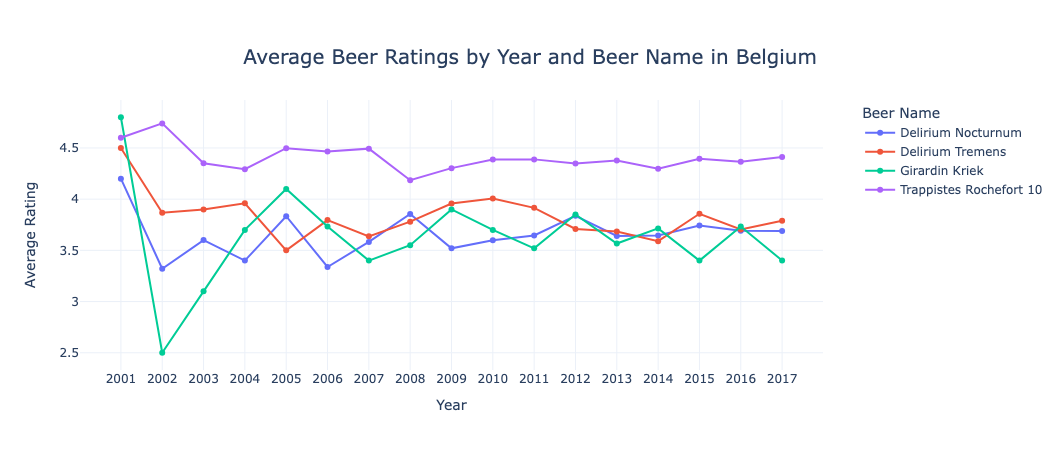 Average Beer Ratings by Year and Beer Name in Belgium
Beer Name
Delirium Nocturnum
Delirium Tremens
Girardin Kriek
Trappistes Rochefort 10
Average Rating
4.5
4
3.5
3
2.5
2001 2002 2003 2004 2005 2006 2007 2008 2009 2010 2011 2012 2013 2014 2015 2016 2017
Year